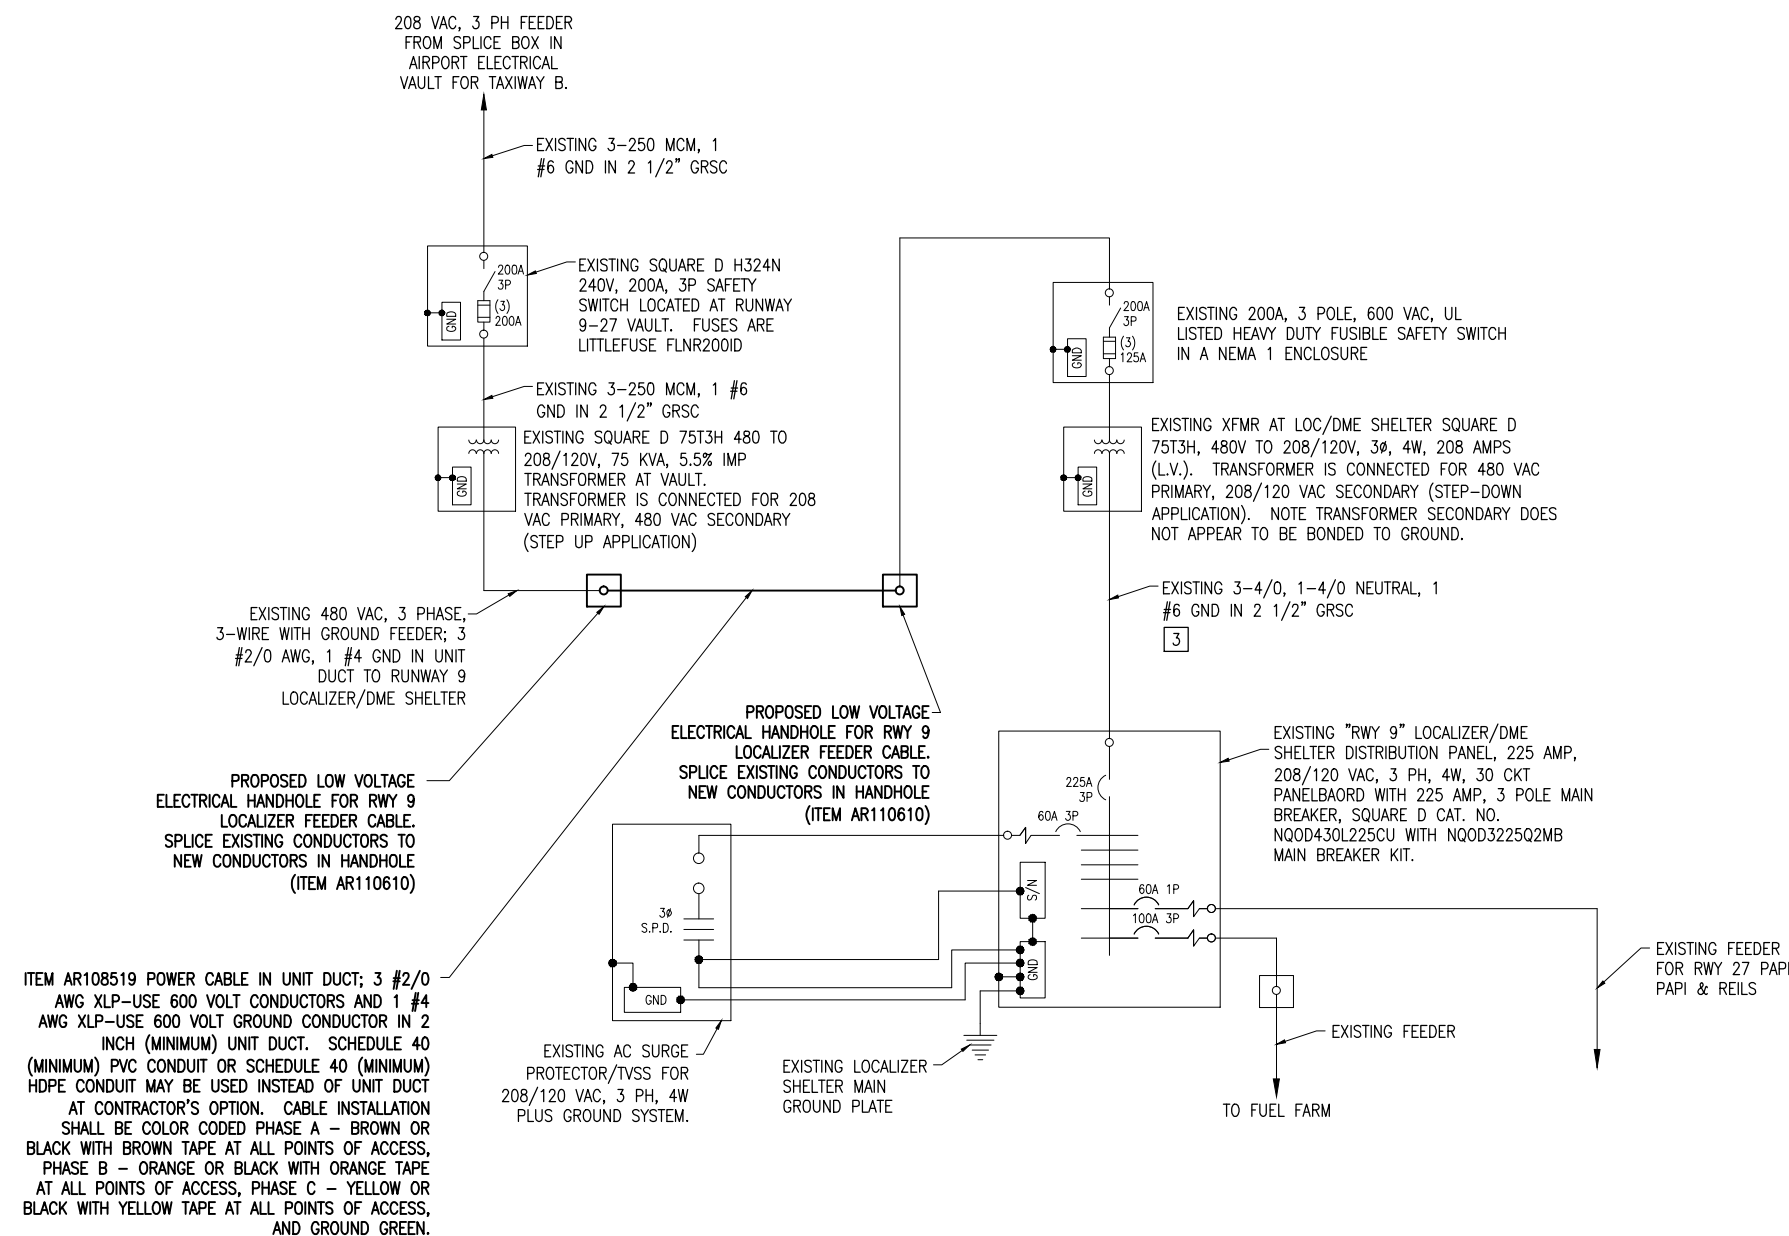 208 VAC, 3 PH FEEDER
FROM SPLICE BOX IN
AIRPORT ELECTRICAL
VAULT FOR TAXIWAY B.
EXISTING 3-250 MCM, 1
#6 GND IN 2 1/2" GRSC
200A
3P
(3)
200A
GND
EXISTING SQUARE D H324N
240V, 200A, 3P SAFETY
SWITCH LOCATED AT RUNWAY
9-27 VAULT. FUSES ARE
LITTLEFUSE FLNR200ID
EXISTING 3-250 MCM, 1 #6
GND IN 2 1/2" GRSC
GND
EXISTING SQUARE D 75T3H 480 TO
208/120V, 75 KVA, 5.5% IMP
TRANSFORMER AT VAULT.
TRANSFORMER IS CONNECTED FOR 208
VAC PRIMARY, 480 VAC SECONDARY
(STEP UP APPLICATION)
EXISTING 480 VAC, 3 PHASE,
3-WIRE WITH GROUND FEEDER; 3
#2/0 AWG, 1 #4 GND IN UNIT
DUCT TO RUNWAY 9
LOCALIZER/DME SHELTER
PROPOSED LOW VOLTAGE
ELECTRICAL HANDHOLE FOR RWY 9
LOCALIZER FEEDER CABLE.
SPLICE EXISTING CONDUCTORS TO
NEW CONDUCTORS IN HANDHOLE
(ITEM AR110610)
ITEM AR108519 POWER CABLE IN UNIT DUCT; 3 #2/0
AWG XLP-USE 600 VOLT CONDUCTORS AND 1 #4
AWG XLP-USE 600 VOLT GROUND CONDUCTOR IN 2
INCH (MINIMUM) UNIT DUCT. SCHEDULE 40
(MINIMUM) PVC CONDUIT OR SCHEDULE 40 (MINIMUM)
HDPE CONDUIT MAY BE USED INSTEAD OF UNIT DUCT
AT CONTRACTOR'S OPTION. CABLE INSTALLATION
SHALL BE COLOR CODED PHASE A - BROWN OR
BLACK WITH BROWN TAPE AT ALL POINTS OF ACCESS,
PHASE B - ORANGE OR BLACK WITH ORANGE TAPE
AT ALL POINTS OF ACCESS, PHASE C - YELLOW OR
BLACK WITH YELLOW TAPE AT ALL POINTS OF ACCESS,
AND GROUND GREEN.
PROPOSED LOW VOLTAGE
ELECTRICAL HANDHOLE FOR RWY 9
LOCALIZER FEEDER CABLE.
SPLICE EXISTING CONDUCTORS TO
NEW CONDUCTORS IN HANDHOLE
(ITEM AR110610)
200A
3P
(3)
125A
GND
EXISTING 200A, 3 POLE, 600 VAC, UL
LISTED HEAVY DUTY FUSIBLE SAFETY SWITCH
IN A NEMA 1 ENCLOSURE
GND
EXISTING XFMR AT LOC/DME SHELTER SQUARE D
75T3H, 480V TO 208/120V, 3ø, 4W, 208 AMPS
(L.V.). TRANSFORMER IS CONNECTED FOR 480 VAC
PRIMARY, 208/120 VAC SECONDARY (STEP-DOWN
APPLICATION). NOTE TRANSFORMER SECONDARY DOES
NOT APPEAR TO BE BONDED TO GROUND.
EXISTING 3-4/0, 1-4/0 NEUTRAL, 1
#6 GND IN 2 1/2" GRSC
3
EXISTING "RWY 9" LOCALIZER/DME
SHELTER DISTRIBUTION PANEL, 225 AMP,
208/120 VAC, 3 PH, 4W, 30 CKT
PANELBAORD WITH 225 AMP, 3 POLE MAIN
BREAKER, SQUARE D CAT. NO.
NQOD430L225CU WITH NQOD3225Q2MB
MAIN BREAKER KIT.
225A
3P
60A 3P
S/N
60A 1P
100A 3P
GND
3ø
S.P.D.
GND
EXISTING AC SURGE
PROTECTOR/TVSS FOR
208/120 VAC, 3 PH, 4W
PLUS GROUND SYSTEM.
EXISTING LOCALIZER
SHELTER MAIN
GROUND PLATE
EXISTING FEEDER
TO FUEL FARM
EXISTING FEEDER
FOR RWY 27 PAPI
PAPI & REILS